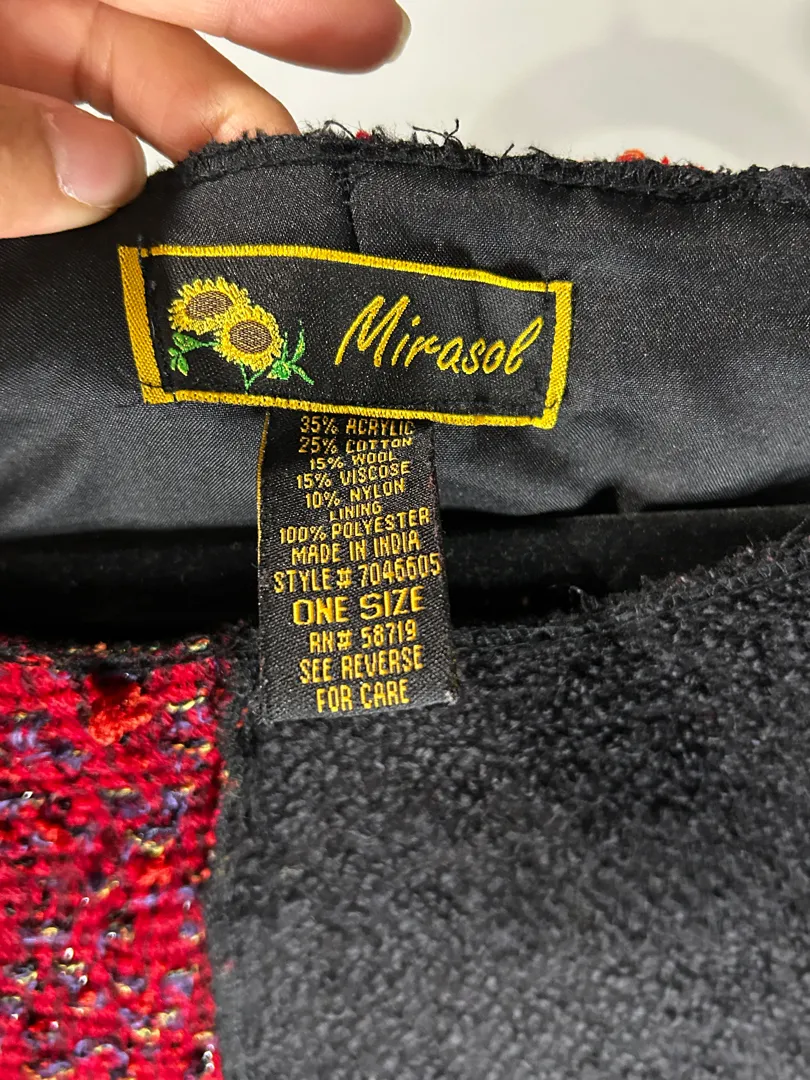 Mirasol
35% ACRYLIC
25% COTTON
15% WOOL
15% VISCOSE
10% NYLON
LINING
100% POLYESTER
MADE IN INDIA
STYLE# 7046605
ONE SIZE
RN# 58719
SEE REVERSE
FOR CARE